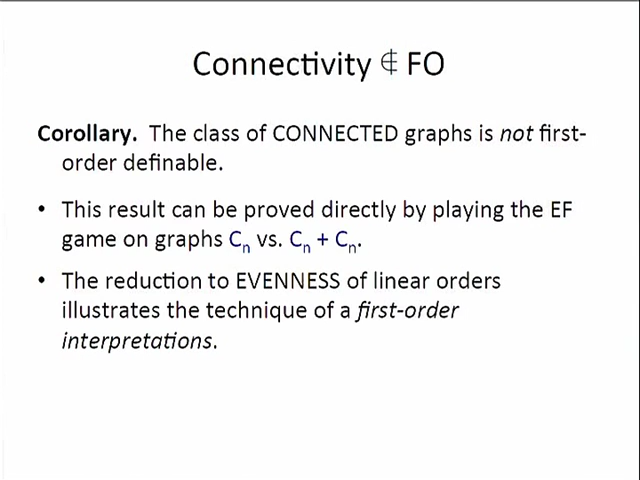 Connectivity ∉ FO
Corollary. The class of CONNECTED graphs is not first-
order definable.
• This result can be proved directly by playing the EF
game on graphs Cn vs. Cn + Cn.
• The reduction to EVENNESS of linear orders
illustrates the technique of a first-order
interpretations.